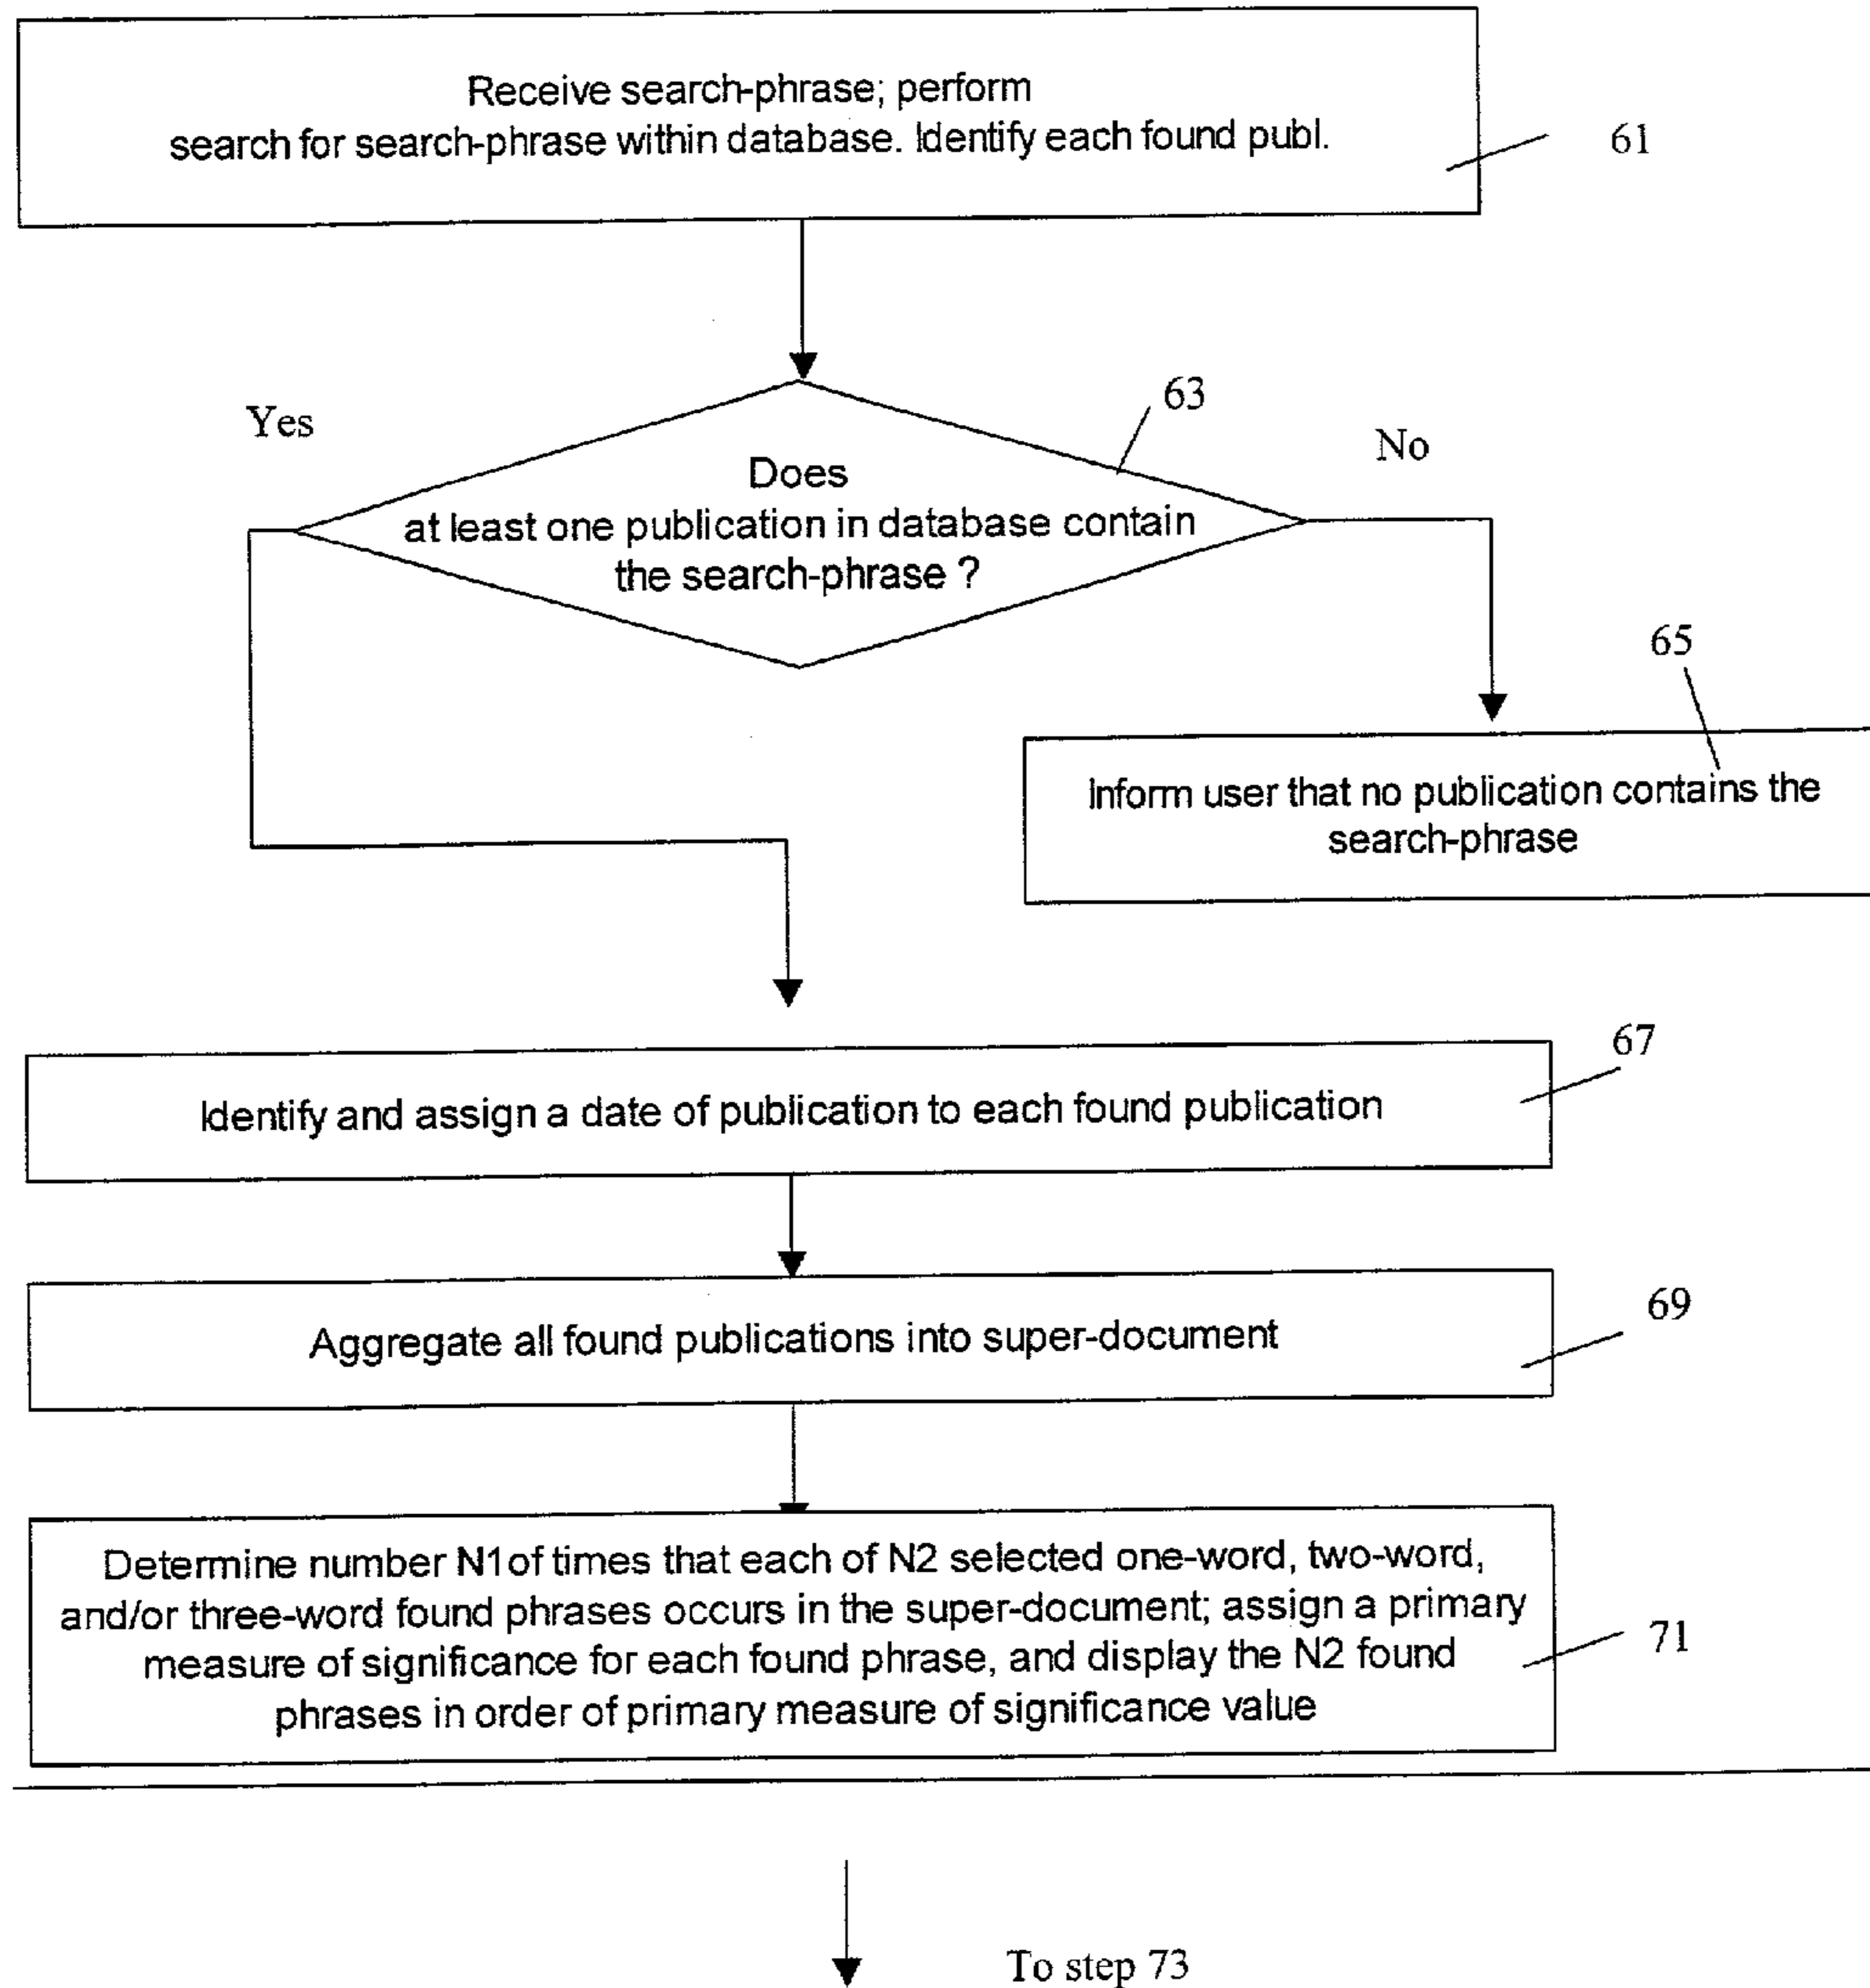 Receive search-phrase; perform
search for search-phrase within database. Identify each found publ.
61
63
Yes
No
Does
at least one publication in database contain
the search-phrase ?
65
Inform user that no publication contains the
search-phrase
67
Identify and assign a date of publication to each found publication
69
Aggregate all found publications into super-document
Determine number N1of times that each of N2 selected one-word, two-word,
and/or three-word found phrases occurs in the super-document; assign a primary
measure of significance for each found phrase, and display the N2 found
phrases in order of primary measure of significance value
71
To step 73